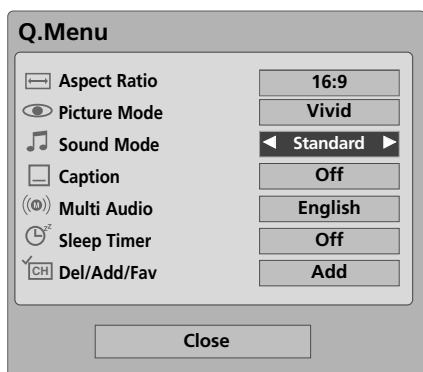 Q.Menu
Aspect Ratio 16:9
Picture Mode Vivid
Sound Mode ◀ Standard ▶
Caption Off
Multi Audio English
zz Sleep Timer Off
CH Del/Add/Fav Add
Close